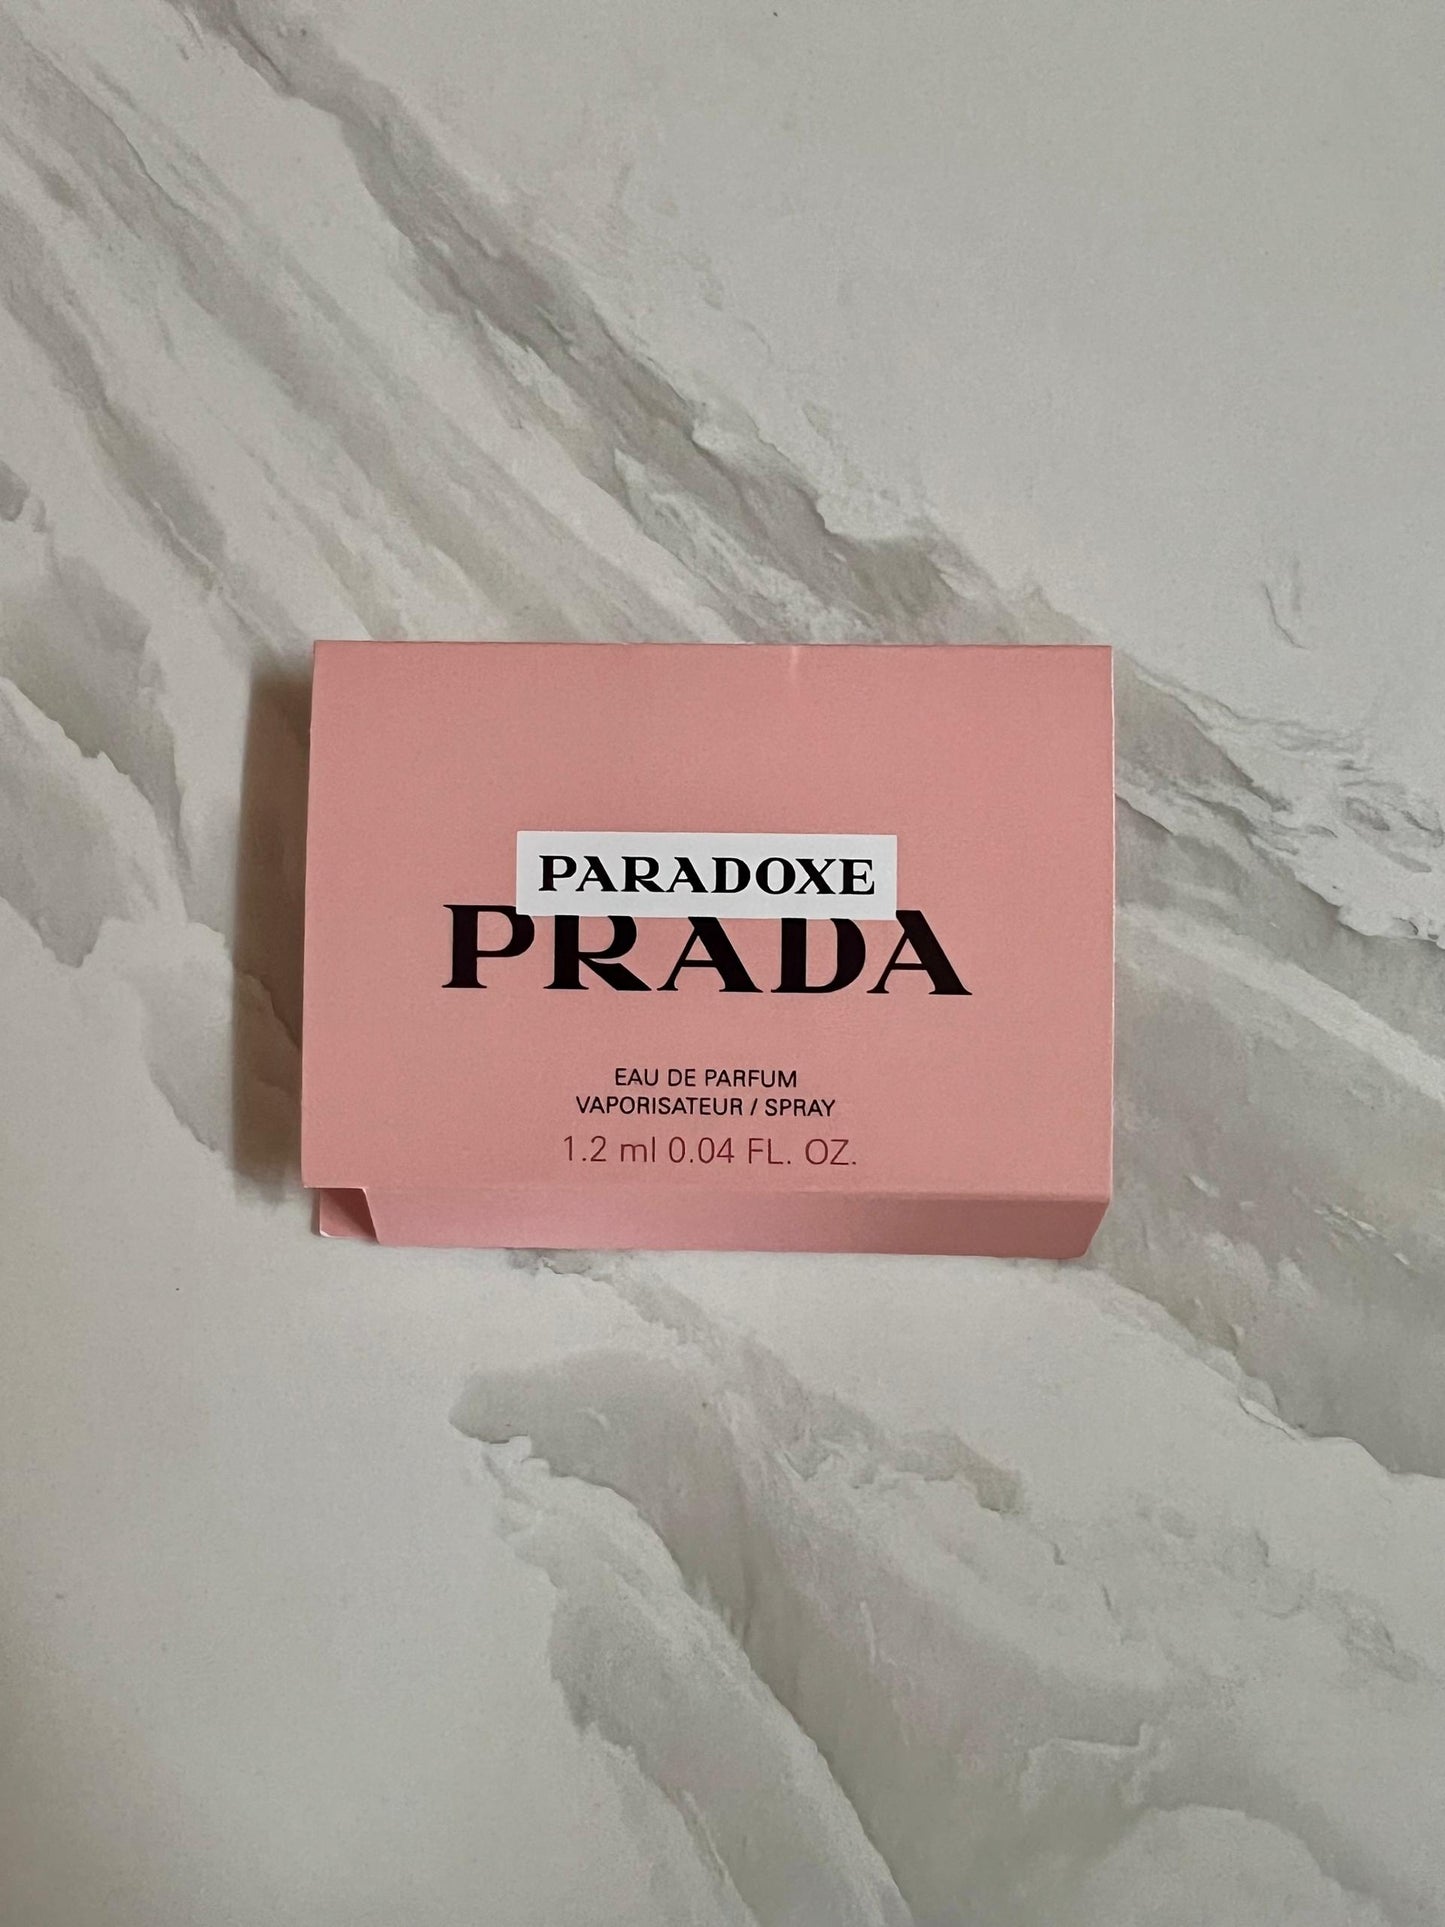 PARADOXE
PRADA
EAU DE PARFUM
VAPORISATEUR / SPRAY
1.2 ml 0.04 FL. OZ.